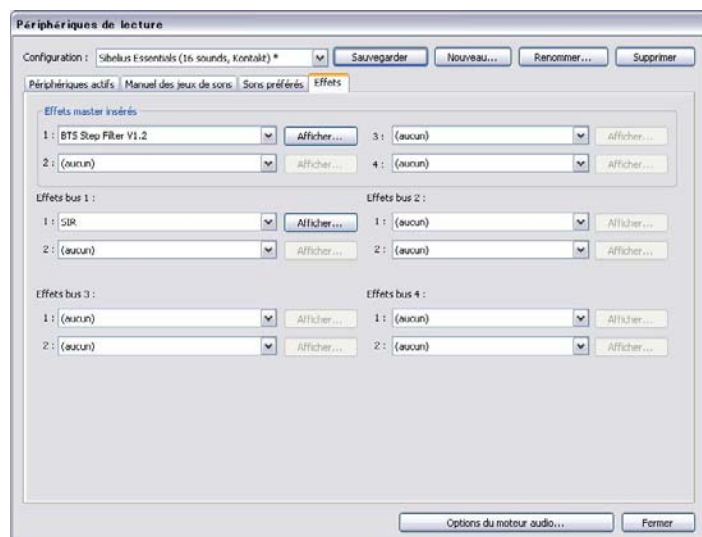 Périphériques de lecture
Configuration : Sibelius Essentials (16 sounds, Kontakt) * Sauvegarder Nouveau... Renommer... Supprimer
Périphériques actifs Manuel des jeux de sons Sons préférés Effets
Effets master insérés
1 : BTS Step Filter V1.2 Afficher... 3 : (aucun) Afficher...
2 : (aucun) Afficher... 4 : (aucun) Afficher...
Effets bus 1 : Effets bus 2 :
1 : SIR Afficher... 1 : (aucun) Afficher...
2 : (aucun) Afficher... 2 : (aucun) Afficher...
Effets bus 3 : Effets bus 4 :
1 : (aucun) Afficher... 1 : (aucun) Afficher...
2 : (aucun) Afficher... 2 : (aucun) Afficher...
Options du moteur audio... Fermer